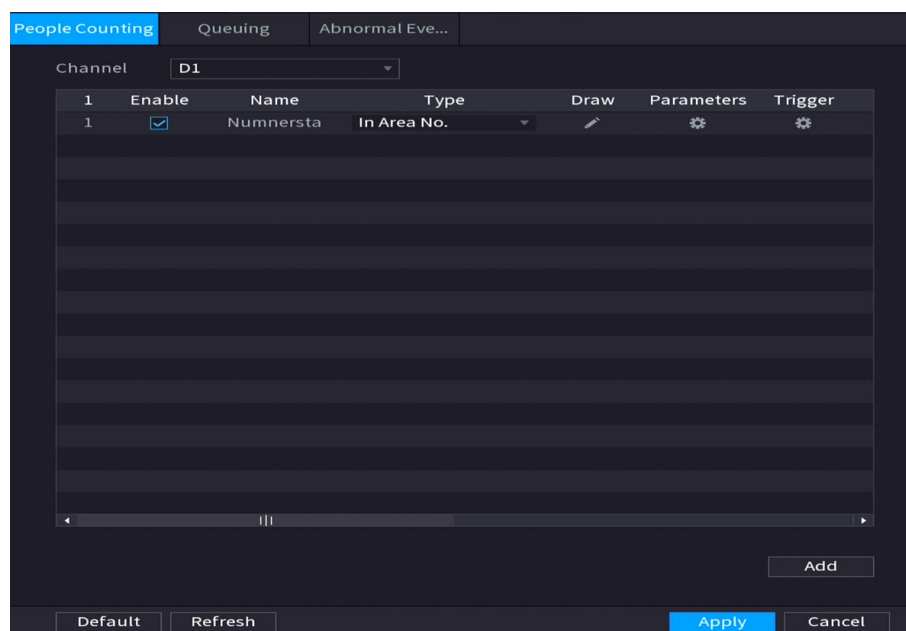 People Counting Queuing Abnormal Eve...
Channel D1
1 Enable Name Type Draw Parameters Trigger
1 Numnersta In Area No.
Add
Default Refresh Apply Cancel